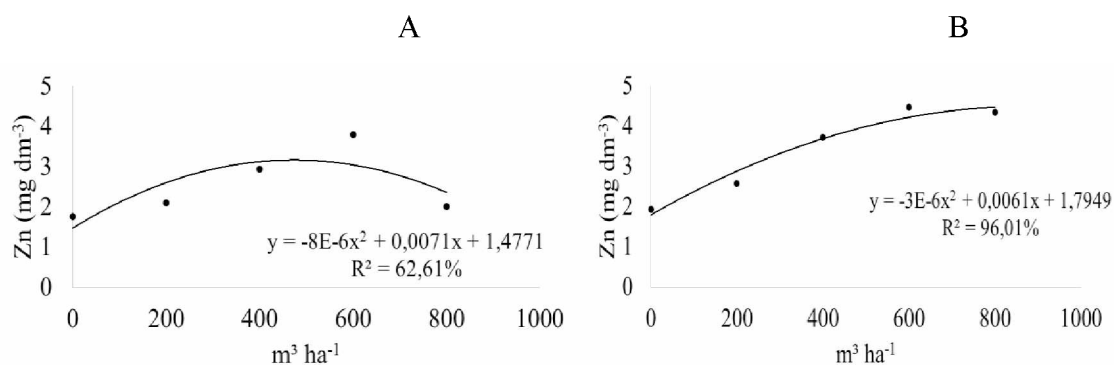 A
Zn (mg dm⁻³)
5
4
3
2
1
0
y = -8E-6x² + 0,0071x + 1,4771
R² = 62,61%
0 200 400 600 800 1000
m³ ha⁻¹
B
Zn (mg dm⁻³)
5
4
3
2
1
0
y = -3E-6x² + 0,0061x + 1,7949
R² = 96,01%
0 200 400 600 800 1000
m³ ha⁻¹